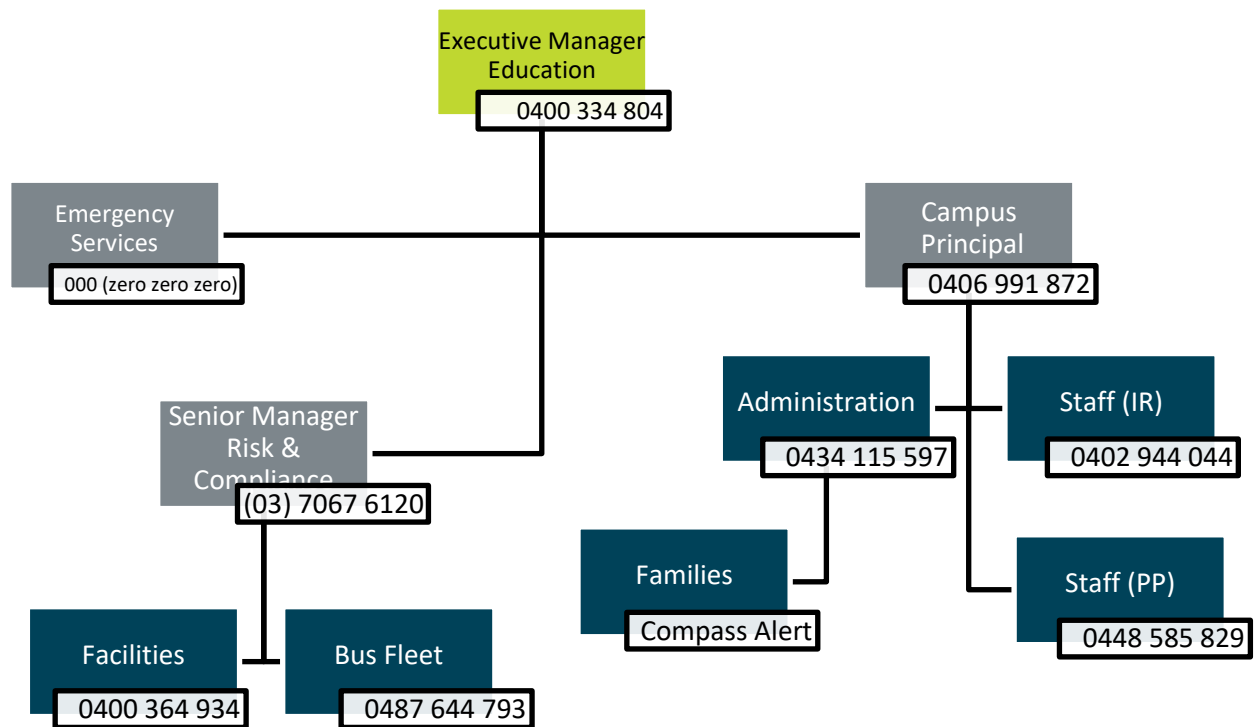 Executive Manager
Education
0400 334 804
Emergency
Services
000 (zero zero zero)
Campus
Principal
0406 991 872
Senior Manager
Risk &
Compliance
(03) 7067 6120
Administration
0434 115 597
Staff (IR)
0402 944 044
Families
Compass Alert
Staff (PP)
0448 585 829
Facilities
0400 364 934
Bus Fleet
0487 644 793